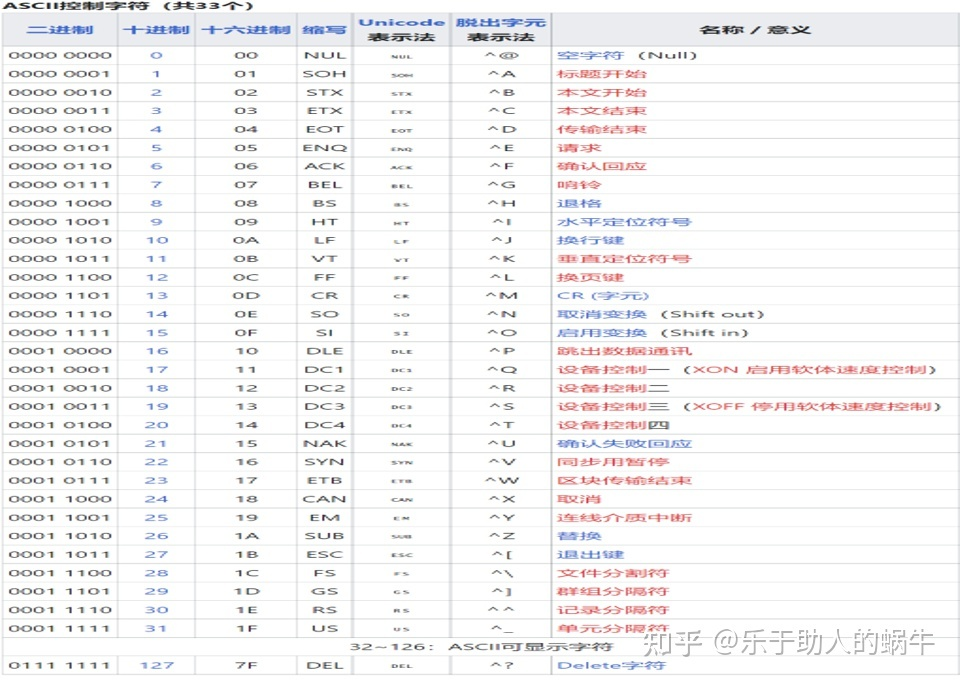 ASCII控制字符（共33个）
二进制 十进制 十六进制 缩写 Unicode表示法 脱出字元表示法 名称 / 意义
0000 0000 0 00 NUL NUL ^@ 空字符（Null）
0000 0001 1 01 SOH SOH ^A 标题开始
0000 0010 2 02 STX STX ^B 本文开始
0000 0011 3 03 ETX ETX ^C 本文结束
0000 0100 4 04 EOT EOT ^D 传输结束
0000 0101 5 05 ENQ ENQ ^E 请求
0000 0110 6 06 ACK ACK ^F 确认回应
0000 0111 7 07 BEL BEL ^G 响铃
0000 1000 8 08 BS BS ^H 退格
0000 1001 9 09 HT HT ^I 水平定位符号
0000 1010 10 0A LF LF ^J 换行键
0000 1011 11 0B VT VT ^K 垂直定位符号
0000 1100 12 0C FF FF ^L 换页键
0000 1101 13 0D CR CR ^M CR (字元)
0000 1110 14 0E SO SO ^N 取消变换（Shift out）
0000 1111 15 0F SI SI ^O 启用变换（Shift in）
0001 0000 16 10 DLE DLE ^P 跳出数据通讯
0001 0001 17 11 DC1 DC1 ^Q 设备控制一（XON 启用软体速度控制）
0001 0010 18 12 DC2 DC2 ^R 设备控制二
0001 0011 19 13 DC3 DC3 ^S 设备控制三（XOFF 停用软体速度控制）
0001 0100 20 14 DC4 DC4 ^T 设备控制四
0001 0101 21 15 NAK NAK ^U 确认失败回应
0001 0110 22 16 SYN SYN ^V 同步用暂停
0001 0111 23 17 ETB ETB ^W 区块传输结束
0001 1000 24 18 CAN CAN ^X 取消
0001 1001 25 19 EM EM ^Y 连线介质中断
0001 1010 26 1A SUB SUB ^Z 替换
0001 1011 27 1B ESC ESC ^[ 退出键
0001 1100 28 1C FS FS ^\ 文件分割符
0001 1101 29 1D GS GS ^] 群组分隔符
0001 1110 30 1E RS RS ^^ 记录分隔符
0001 1111 31 1F US US ^_ 单元分隔符
32~126：ASCII可显示字符
0111 1111 127 7F DEL DEL ^? Delete字符
知乎 @乐于助人的蜗牛